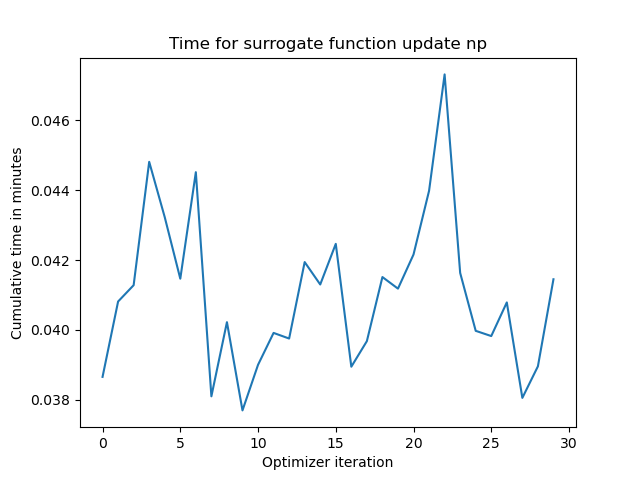 Time for surrogate function update np
Cumulative time in minutes
0.046
0.044
0.042
0.040
0.038
0 5 10 15 20 25 30
Optimizer iteration